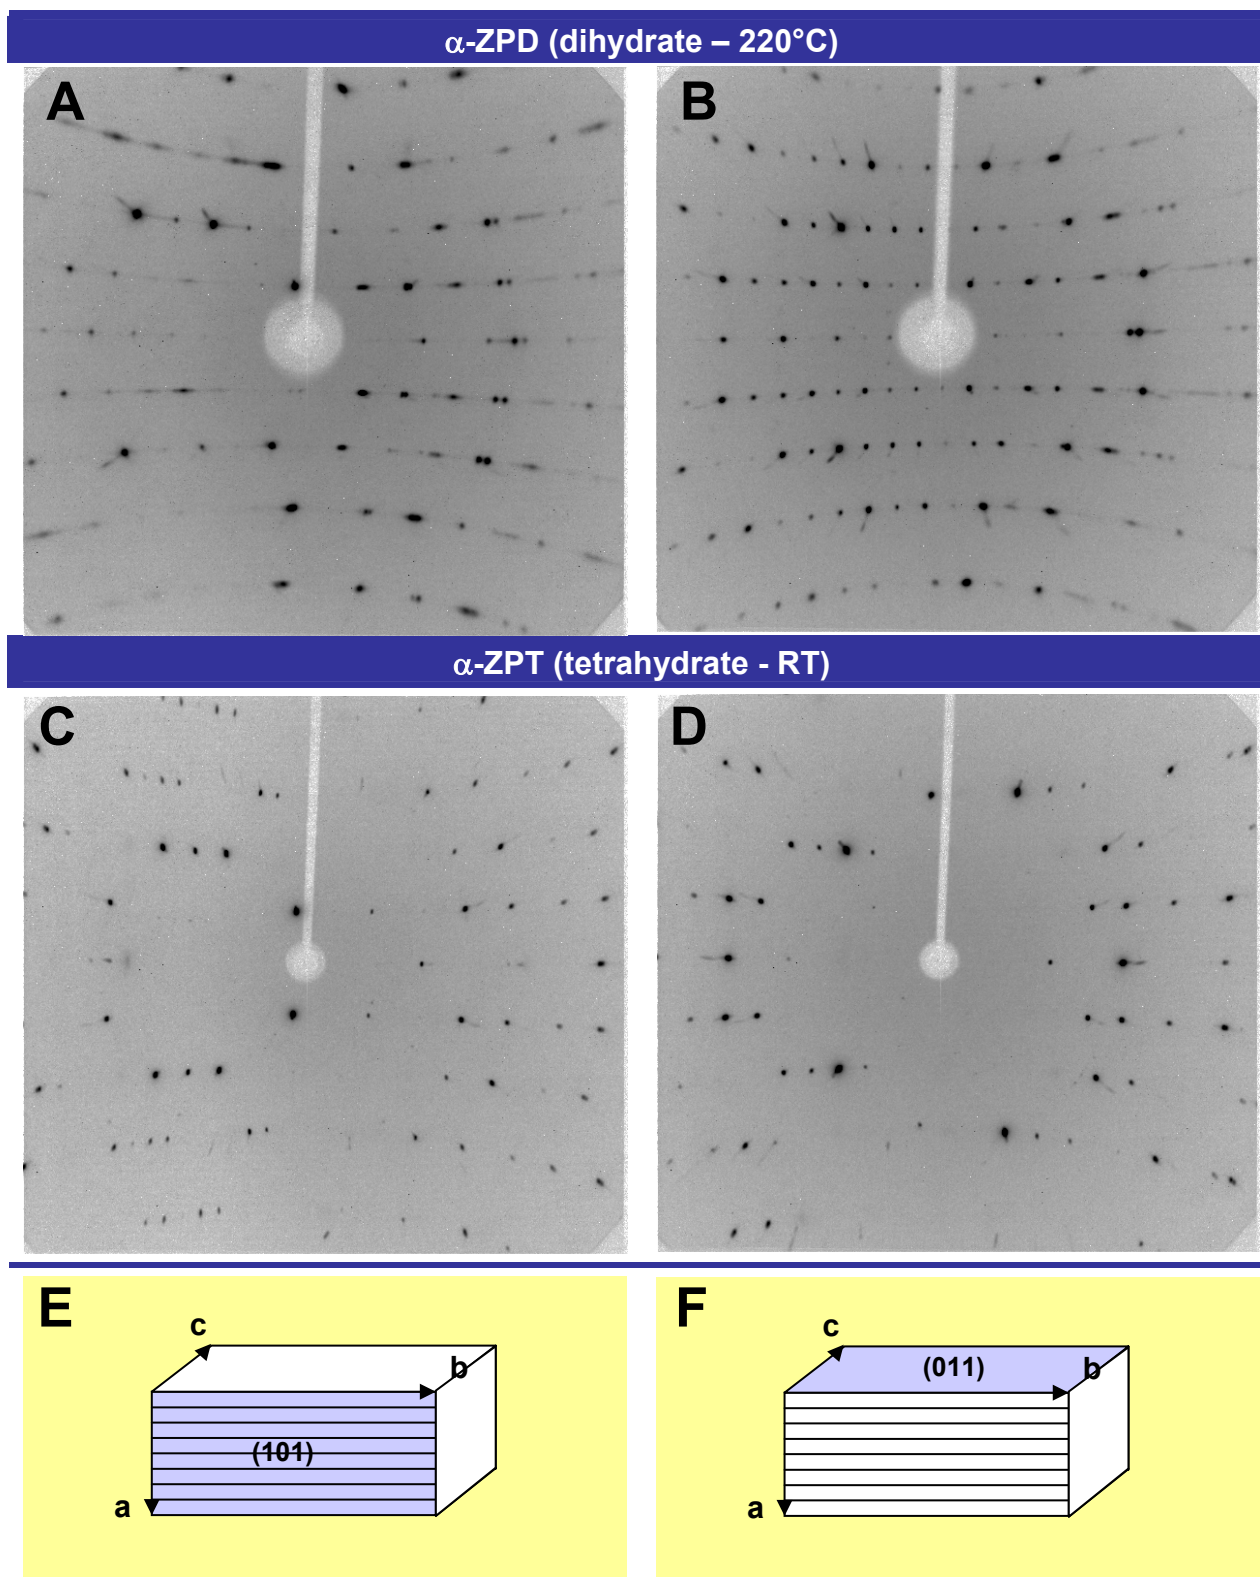 α-ZPD (dihydrate – 220°C)
A
B
α-ZPT (tetrahydrate - RT)
C
D
E
F
c
b
(101)
a
c
(011)
b
a